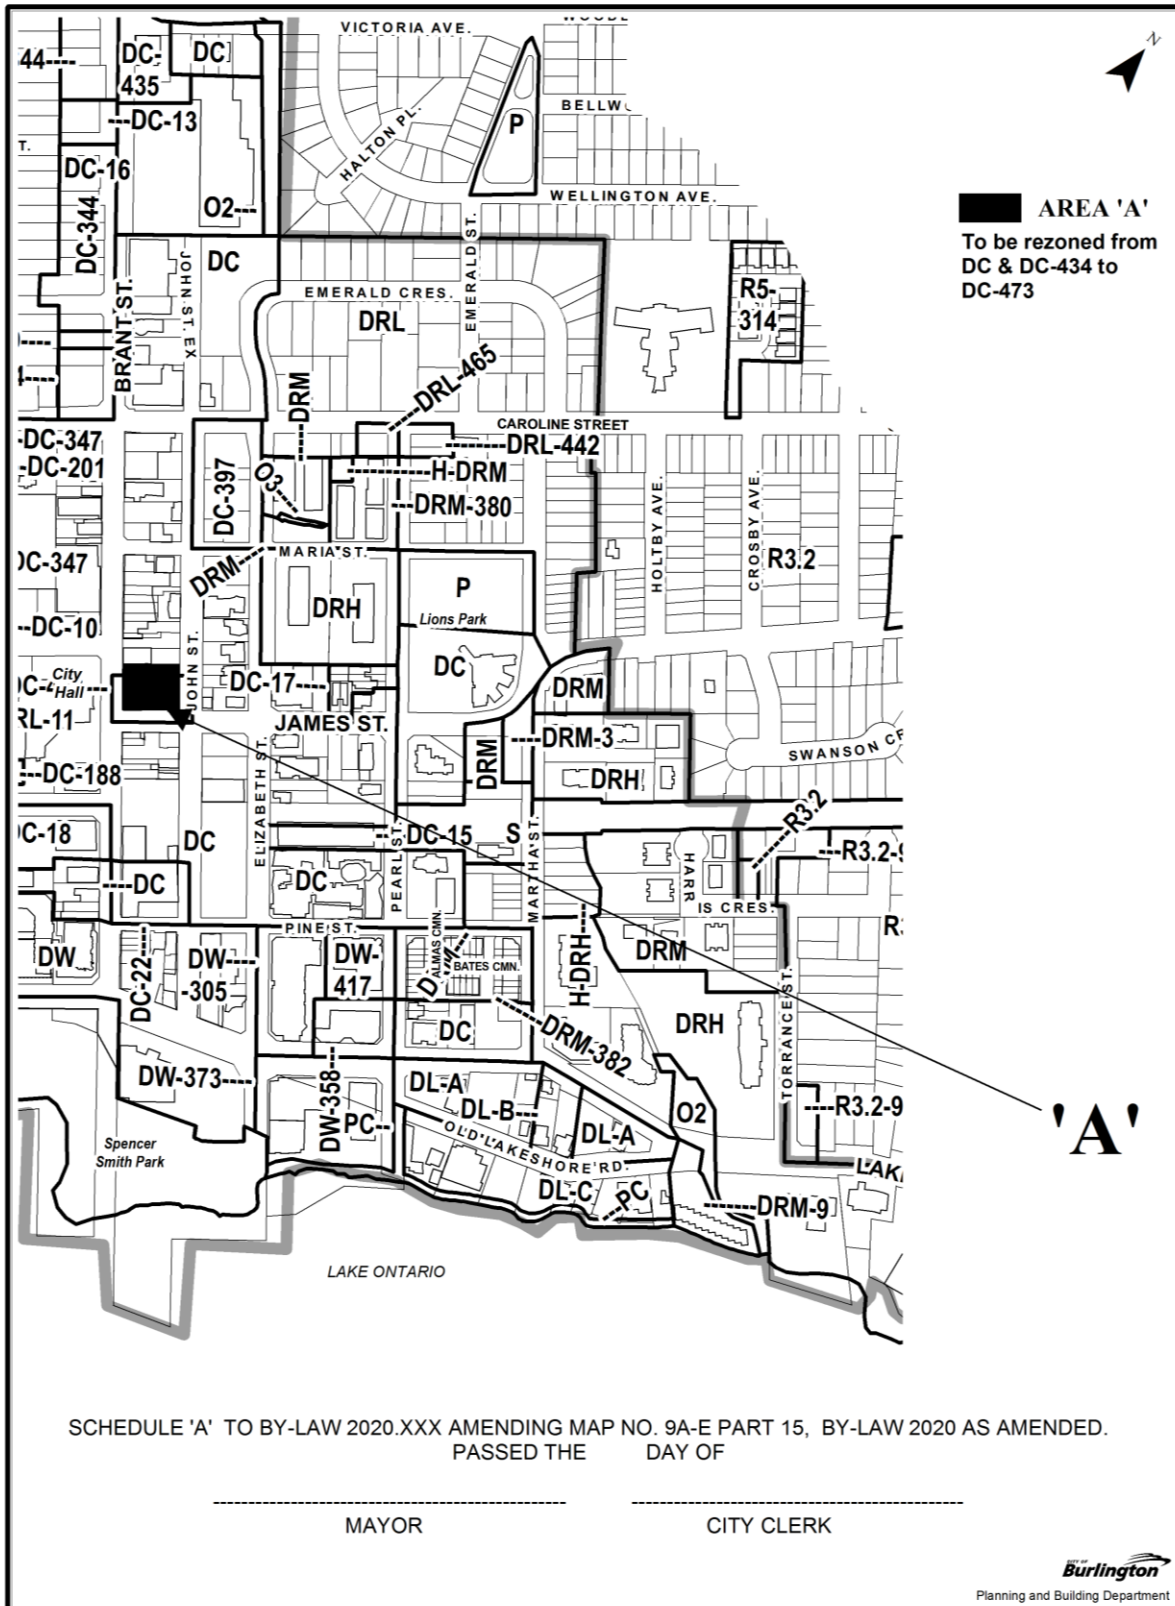 VICTORIA AVE.
N
44
DC-
435
DC
BELLW
HALTON PL.
P
DC-13
T.
DC-16
WELLINGTON AVE.
AREA 'A'
To be rezoned from
DC & DC-434 to
DC-473
O2
DC-344
EMERALD ST.
JOHN ST. EX
DC
BRANT ST.
EMERALD CRES.
DRL
R5-
314
DRM
DRL-465
CAROLINE STREET
DC-347
DC-201
DRL-442
H-DRM
DC-397
O3
DRM-380
HOLTBY AVE.
CROSBY AVE.
R3.2
MARIA ST.
DC-347
DRM
DRH
P
Lions Park
DC-10
JOHN ST.
City
Hall
DC-17
DC
DRM
RL-11
JAMES ST.
DRM-3
DRM
SWANSON CR
DC-188
DRH
ELIZABETH ST.
R3.2
DC-18
DC
DC-15
S
PEARL ST.
MARTHA ST.
R3.2-9
DC
DC
HARR
IS CRES.
PINE ST.
DW
DC-22
DW
-305
DW-
417
ALMAS CMN.
BATES CMN.
H-DRH
DRM
DC
DRM-382
DRH
TORRANCE ST.
DW-373
DW-358
PC
DL-A
DL-B
DL-A
O2
R3.2-9
'A'
Spencer
Smith Park
OLD LAKESHORE RD.
LAKE
DL-C
PC
DRM-9
LAKE ONTARIO
SCHEDULE 'A' TO BY-LAW 2020.XXX AMENDING MAP NO. 9A-E PART 15, BY-LAW 2020 AS AMENDED.
PASSED THE DAY OF
MAYOR CITY CLERK
CITY OF
Burlington
Planning and Building Department